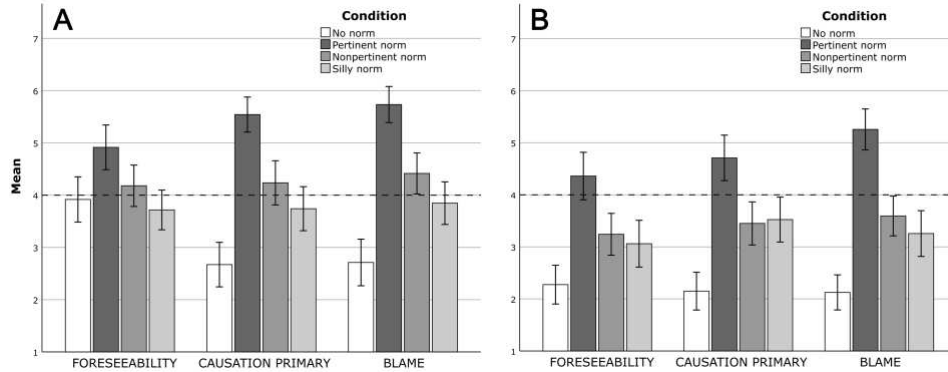 A
Condition
No norm
Pertinent norm
Nonpertinent norm
Silly norm
7
6
5
4
3
2
1
Mean
FORESEEABILITY CAUSATION PRIMARY BLAME
B
Condition
No norm
Pertinent norm
Nonpertinent norm
Silly norm
7
6
5
4
3
2
1
FORESEEABILITY CAUSATION PRIMARY BLAME